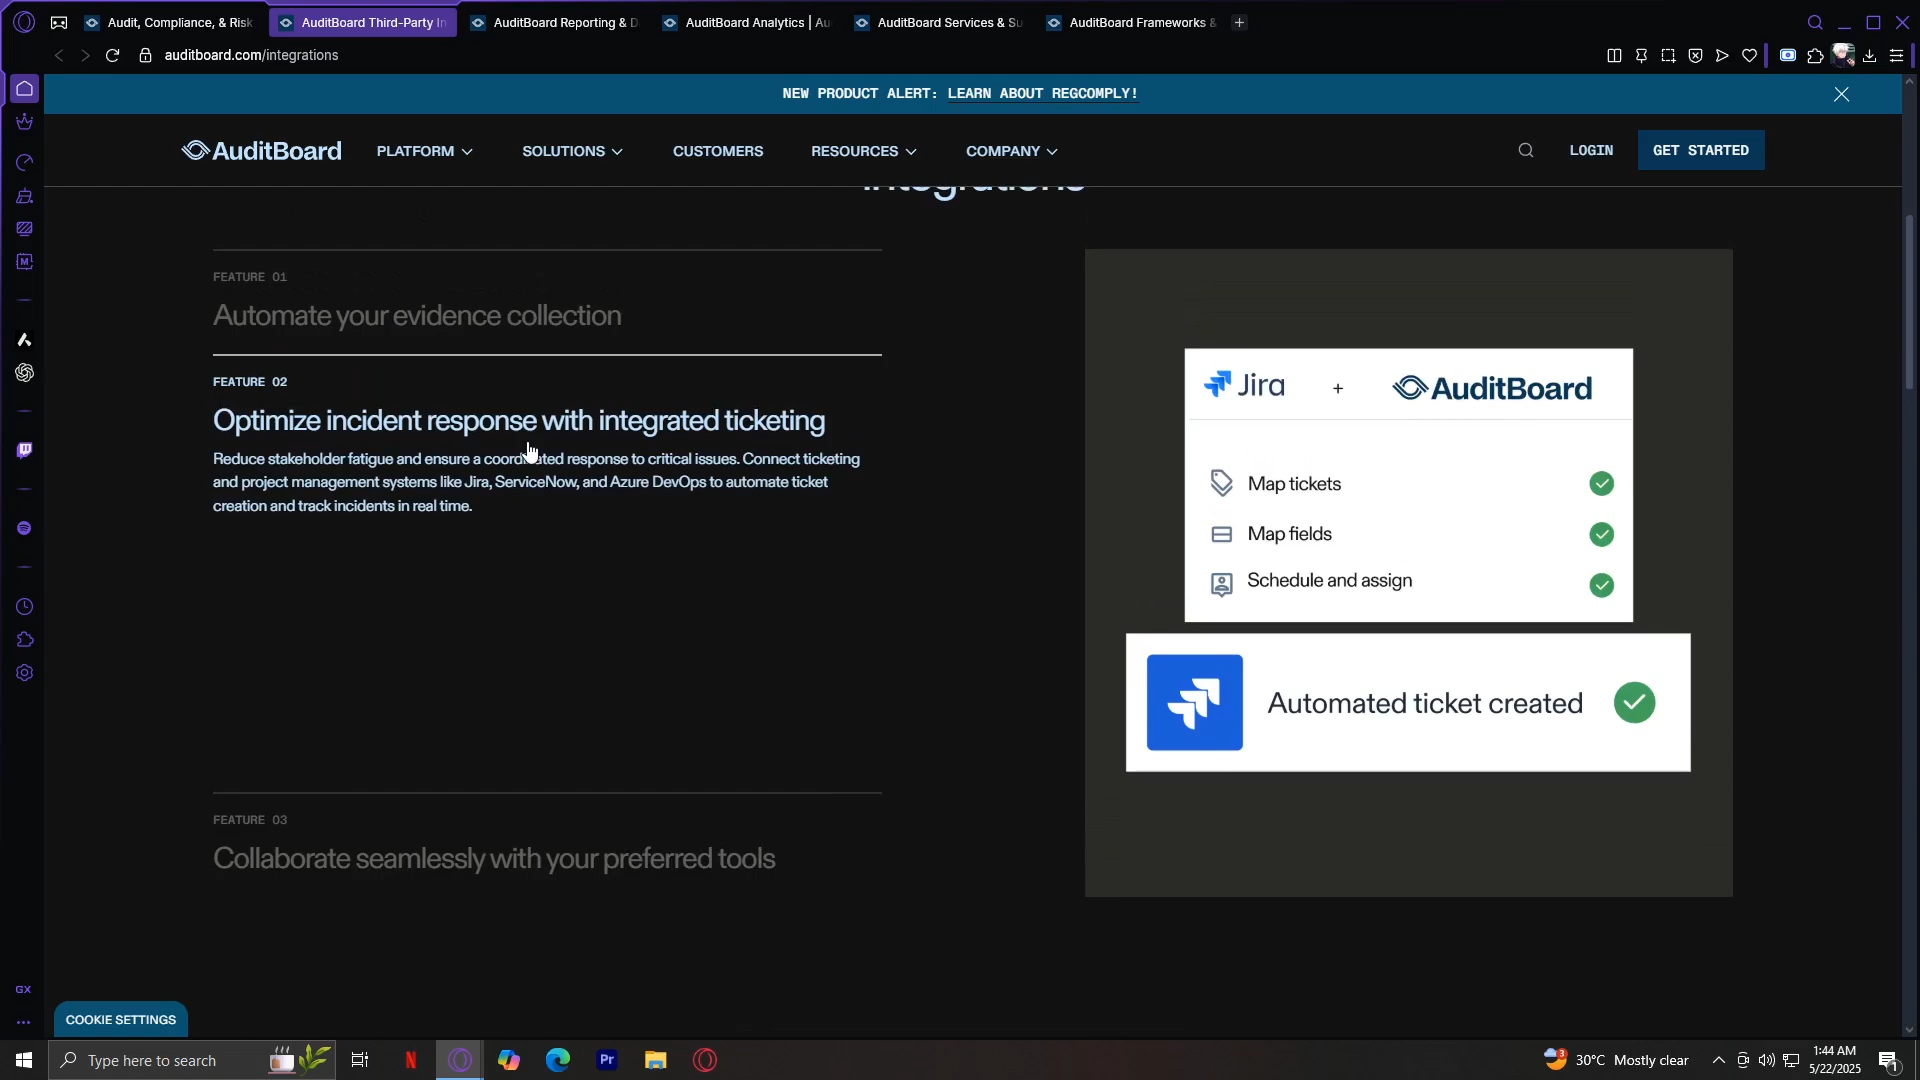 Audit, Compliance, & Risk
AuditBoard Third-Party In
AuditBoard Reporting & D
AuditBoard Analytics | Au
AuditBoard Services & Su
AuditBoard Frameworks &
auditboard.com/integrations
NEW PRODUCT ALERT: LEARN ABOUT REGCOMPLY!
AuditBoard
PLATFORM
SOLUTIONS
CUSTOMERS
RESOURCES
COMPANY
LOGIN
GET STARTED
integrations
FEATURE 01
Automate your evidence collection
FEATURE 02
Optimize incident response with integrated ticketing
Reduce stakeholder fatigue and ensure a coordinated response to critical issues. Connect ticketing
and project management systems like Jira, ServiceNow, and Azure DevOps to automate ticket
creation and track incidents in real time.
FEATURE 03
Collaborate seamlessly with your preferred tools
Jira + AuditBoard
Map tickets
Map fields
Schedule and assign
Automated ticket created
GX
COOKIE SETTINGS
Type here to search
Pr
3
30°C Mostly clear
1:44 AM
5/22/2025
1